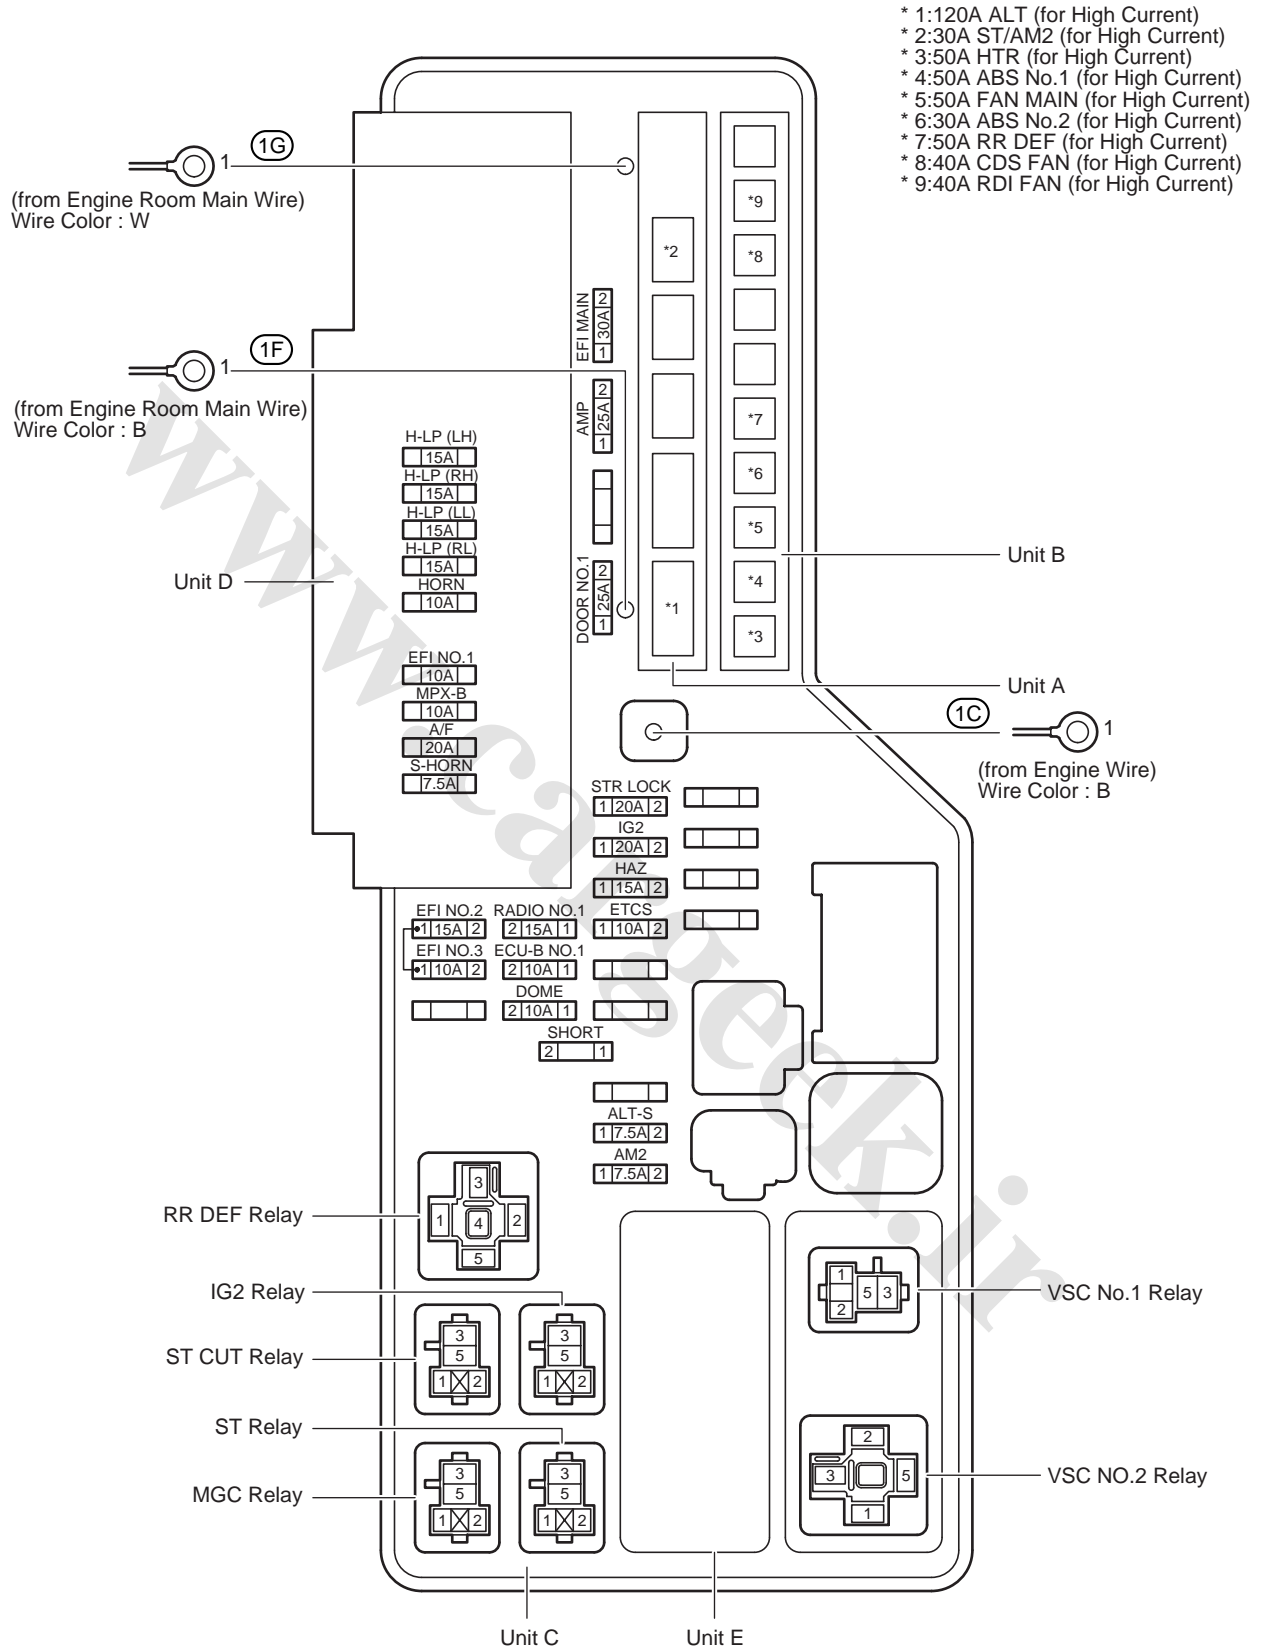 * 1:120A ALT (for High Current)
* 2:30A ST/AM2 (for High Current)
* 3:50A HTR (for High Current)
* 4:50A ABS No.1 (for High Current)
* 5:50A FAN MAIN (for High Current)
* 6:30A ABS No.2 (for High Current)
* 7:50A RR DEF (for High Current)
* 8:40A CDS FAN (for High Current)
* 9:40A RDI FAN (for High Current)
1 1G
(from Engine Room Main Wire)
Wire Color : W
1 1F
(from Engine Room Main Wire)
Wire Color : B
*2
*1
*9
*8
*7
*6
*5
*4
*3
EFI MAIN
1 30A 2
AMP
1 25A 2
DOOR NO.1
1 25A 2
H-LP (LH)
15A
H-LP (RH)
15A
H-LP (LL)
15A
H-LP (RL)
15A
HORN
10A
EFI NO.1
10A
MPX-B
10A
A/F
20A
S-HORN
7.5A
Unit D
Unit B
Unit A
1C 1
(from Engine Wire)
Wire Color : B
STR LOCK
1 20A 2
IG2
1 20A 2
HAZ
1 15A 2
EFI NO.2 RADIO NO.1 ETCS
1 15A 2 2 15A 1 1 10A 2
EFI NO.3 ECU-B NO.1
1 10A 2 2 10A 1
DOME
2 10A 1
SHORT
2 1
ALT-S
1 7.5A 2
AM2
1 7.5A 2
RR DEF Relay
3
1 4 2
5
IG2 Relay
3
5
1 2
ST CUT Relay
3
5
1 2
ST Relay
3
5
1 2
MGC Relay
3
5
1 2
VSC No.1 Relay
1
5 3
2
VSC NO.2 Relay
2
3 5
1
Unit C
Unit E
www.cargeek.ir